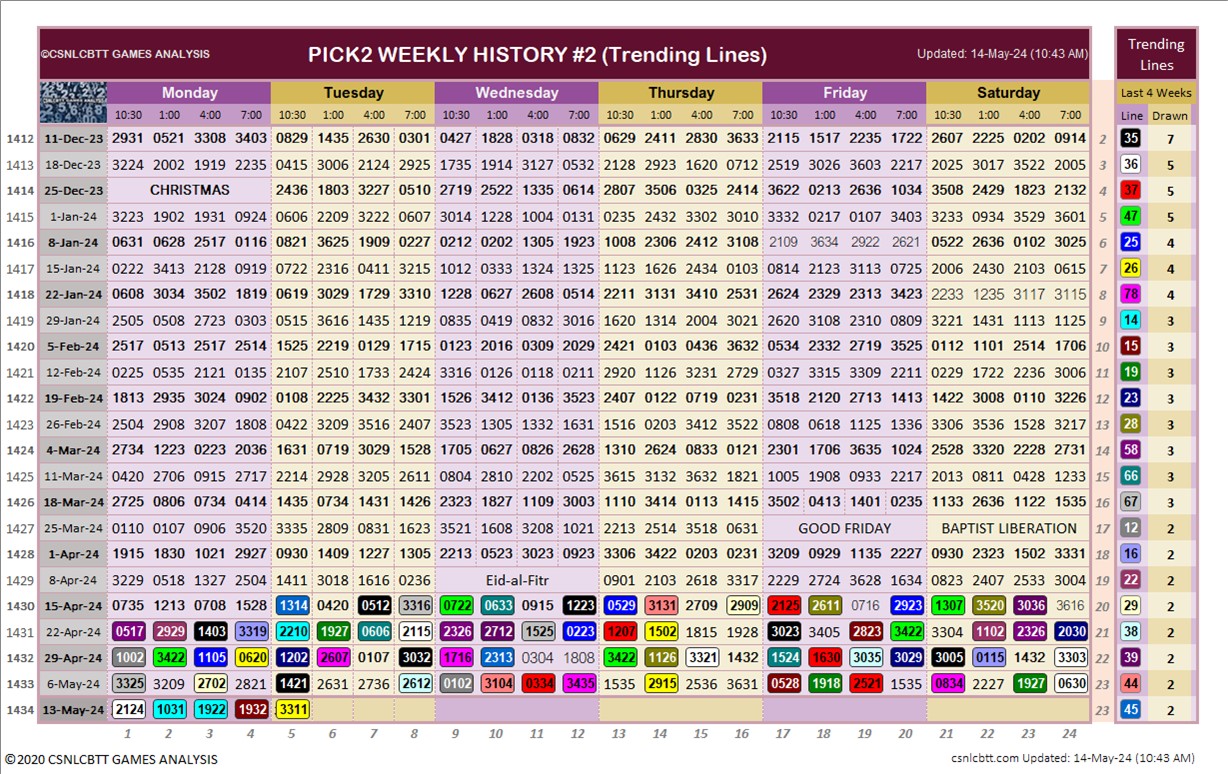 ©CSNLCBTT GAMES ANALYSIS PICK2 WEEKLY HISTORY #2 (Trending Lines) Updated: 14-May-24 (10:43 AM) Trending Lines
Monday Tuesday Wednesday Thursday Friday Saturday Last 4 Weeks
10:30 1:00 4:00 7:00 10:30 1:00 4:00 7:00 10:30 1:00 4:00 7:00 10:30 1:00 4:00 7:00 10:30 1:00 4:00 7:00 10:30 1:00 4:00 7:00 Line Drawn
1412 11-Dec-23 2931 0521 3308 3403 0829 1435 2630 0301 0427 1828 0318 0832 0629 2411 2830 3633 2115 1517 2235 1722 2607 2225 0202 0914 2 35 7
1413 18-Dec-23 3224 2002 1919 2235 0415 3006 2124 2925 1735 1914 3127 0532 2128 2923 1620 0712 2519 3026 3603 2217 2025 3017 3522 2005 3 36 5
1414 25-Dec-23 CHRISTMAS 2436 1803 3227 0510 2719 2522 1335 0614 2807 3506 0325 2414 3622 0213 2636 1034 3508 2429 1823 2132 4 37 5
1415 1-Jan-24 3223 1902 1931 0924 0606 2209 3222 0607 3014 1228 1004 0131 0235 2432 3302 3010 3332 0217 0107 3403 3233 0934 3529 3601 5 47 5
1416 8-Jan-24 0631 0628 2517 0116 0821 3625 1909 0227 0212 0202 1305 1923 1008 2306 2412 3108 2109 3634 2922 2621 0522 2636 0102 3025 6 25 4
1417 15-Jan-24 0222 3413 2128 0919 0722 2316 0411 3215 1012 0333 1324 1325 1123 1626 2434 0103 0814 2123 3113 0725 2006 2430 2103 0615 7 26 4
1418 22-Jan-24 0608 3034 3502 1819 0619 3029 1729 3318 1228 0627 2608 0514 2211 3131 3410 2531 2624 2329 2313 3423 2233 1235 3117 3115 8 78 4
1419 29-Jan-24 2505 0508 2723 0303 0515 3616 1435 1213 0835 0419 0832 3016 1620 1314 2004 3021 2620 3108 2110 0809 3221 1431 1113 1125 9 14 3
1420 5-Feb-24 2517 0513 2517 2514 1525 2219 0129 1715 0123 2016 0309 2029 2421 0103 0436 3632 0534 2332 2719 3525 0112 1101 2514 1706 10 15 3
1421 12-Feb-24 0225 0535 2121 0135 2107 2510 1733 2424 3316 0126 0118 0211 2920 1126 3231 2729 0327 3315 3309 2211 0229 1722 2236 3006 11 19 3
1422 19-Feb-24 1813 2935 3024 0902 0108 2225 3432 3301 1526 3412 0136 3523 2407 0122 0719 0231 3518 2120 2713 1413 1422 3008 0110 3226 12 23 3
1423 26-Feb-24 2504 2908 3207 1808 0422 3209 3516 2407 3523 1305 1332 1631 1516 0203 3412 3522 0808 0618 1125 1336 3306 3536 1528 3217 13 28 3
1424 4-Mar-24 2734 1223 0223 2036 1631 0719 3029 1523 1705 0627 0826 2628 1310 2624 0833 0121 2301 1706 3635 1024 2528 3320 2228 2731 14 58 3
1425 11-Mar-24 0420 2706 0915 2717 2214 2928 3205 2611 0804 2810 2202 0525 3615 3132 3632 1821 1005 1908 0933 2217 2013 0811 0428 1233 15 66 3
1426 18-Mar-24 2725 0806 0734 0414 1435 0734 1431 1426 2323 1827 1109 3003 1110 3414 0113 1415 3502 0413 1401 0235 1133 2636 1122 1535 16 67 3
1427 25-Mar-24 0110 0107 0906 3520 3335 2809 0831 1623 3521 1608 3208 1021 2213 2514 3518 0631 GOOD FRIDAY BAPTIST LIBERATION 17 12 2
1428 1-Apr-24 1915 1830 1021 2927 0930 1409 1227 1305 2213 0523 3023 0923 3306 3422 0203 0231 3209 0929 1135 2227 0930 2323 1502 3331 18 16 2
1429 8-Apr-24 3229 0518 1327 2504 1411 3018 1616 0236 Eid-al-Fitr 0901 2103 2618 3317 2229 2724 3628 1634 0823 2407 2533 3004 19 22 2
1430 15-Apr-24 0735 1213 0708 1528 1314 0420 0512 3316 0722 0633 0915 1223 0529 3131 2709 2909 2125 2611 0716 2923 1307 3520 3036 3616 20 29 2
1431 22-Apr-24 0517 2929 1403 3319 2210 1927 0606 2115 2326 2712 1525 0223 1207 1502 1815 1928 3023 3405 2823 3422 3304 1102 2326 2030 21 38 2
1432 29-Apr-24 1002 3422 1105 0620 1202 2607 0107 3032 1716 2313 0304 1808 3422 1126 3321 1432 1524 1630 3035 3029 3005 0115 1432 3303 22 39 2
1433 6-May-24 3325 3209 2702 2821 1421 2631 2736 2612 0102 3104 0334 3435 1535 2915 2536 3631 0528 1918 2521 1535 0834 2227 1927 0630 23 44 2
1434 13-May-24 2124 1031 1922 1932 3311 23 45 2
1 2 3 4 5 6 7 8 9 10 11 12 13 14 15 16 17 18 19 20 21 22 23 24
©2020 CSNLCBTT GAMES ANALYSIS csnlcbtt.com Updated: 14-May-24 (10:43 AM)